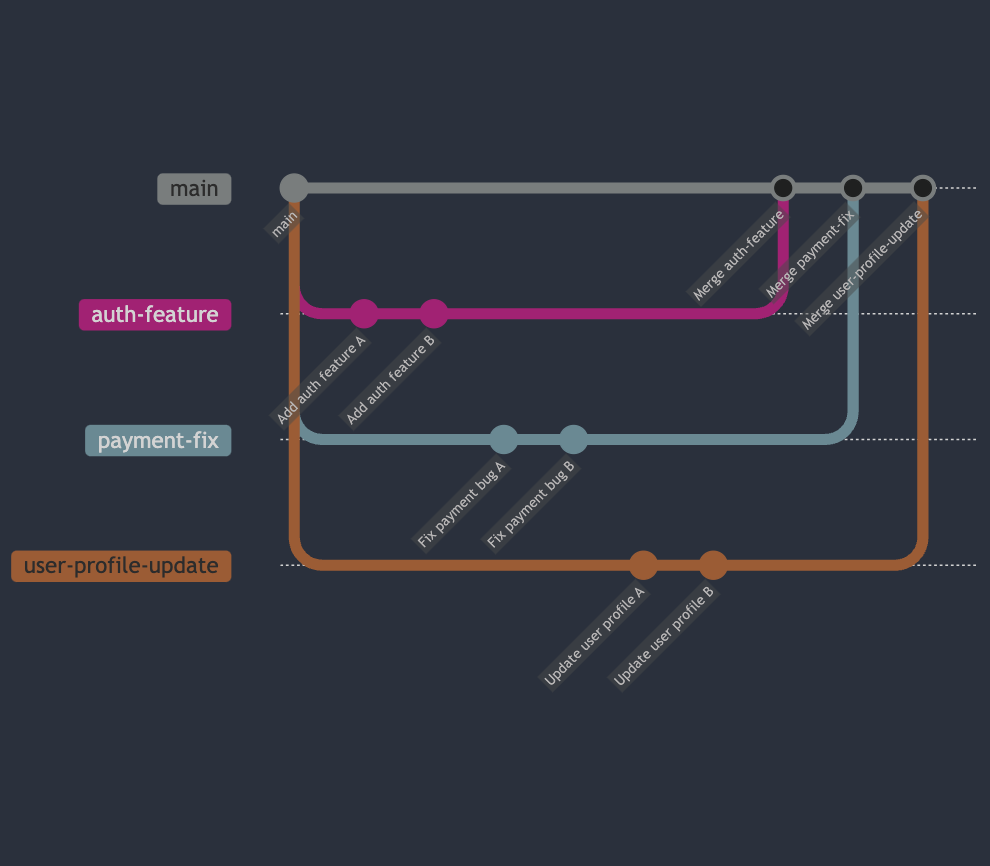 main
main
Merge auth-feature
Merge payment-fix
Merge user-profile-update
auth-feature
Add auth feature A
Add auth feature B
payment-fix
Fix payment bug A
Fix payment bug B
user-profile-update
Update user profile A
Update user profile B